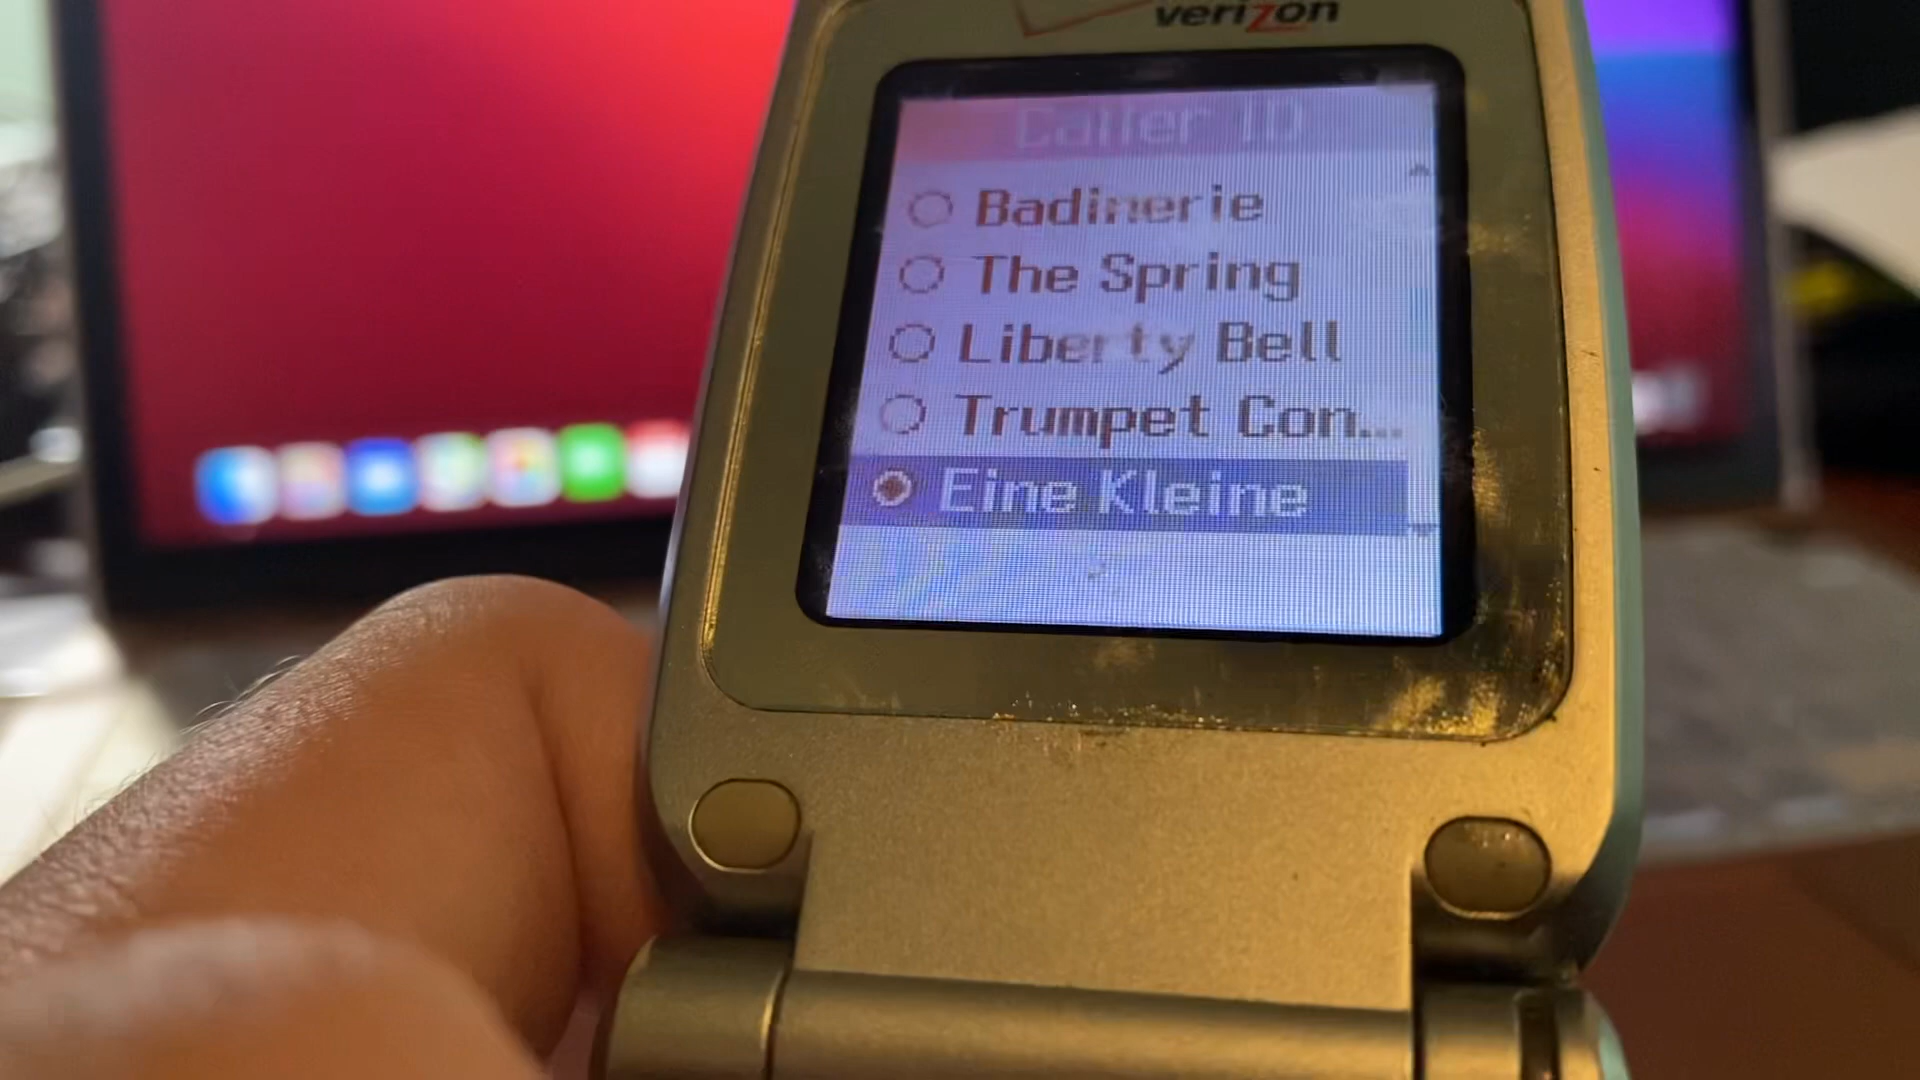 verizon
Caller ID
Badinerie
The Spring
Liberty Bell
Trumpet Con...
Eine Kleine